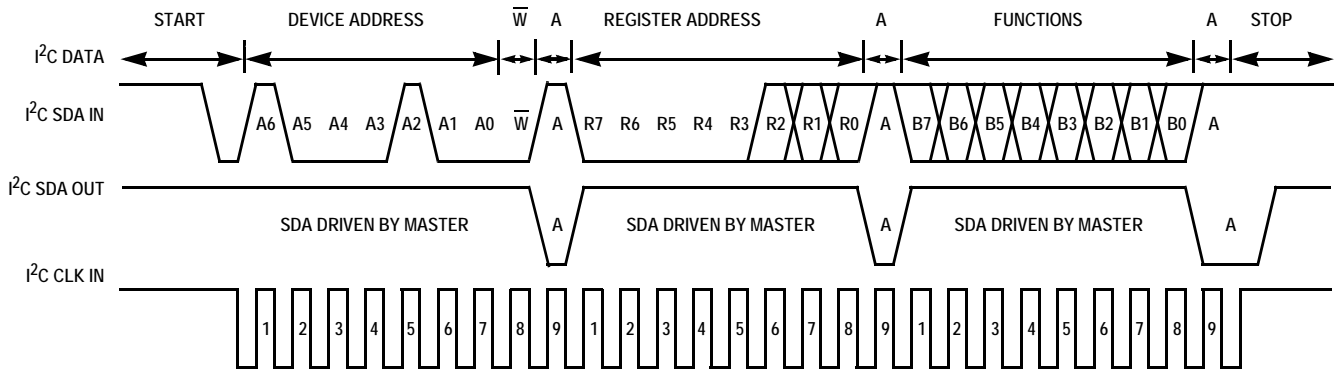 START DEVICE ADDRESS W̅ A REGISTER ADDRESS A FUNCTIONS A STOP
I²C DATA
I²C SDA IN A6 A5 A4 A3 A2 A1 A0 W̅ A R7 R6 R5 R4 R3 R2 R1 R0 A B7 B6 B5 B4 B3 B2 B1 B0 A
I²C SDA OUT
SDA DRIVEN BY MASTER A SDA DRIVEN BY MASTER A SDA DRIVEN BY MASTER A
I²C CLK IN
1 2 3 4 5 6 7 8 9 1 2 3 4 5 6 7 8 9 1 2 3 4 5 6 7 8 9